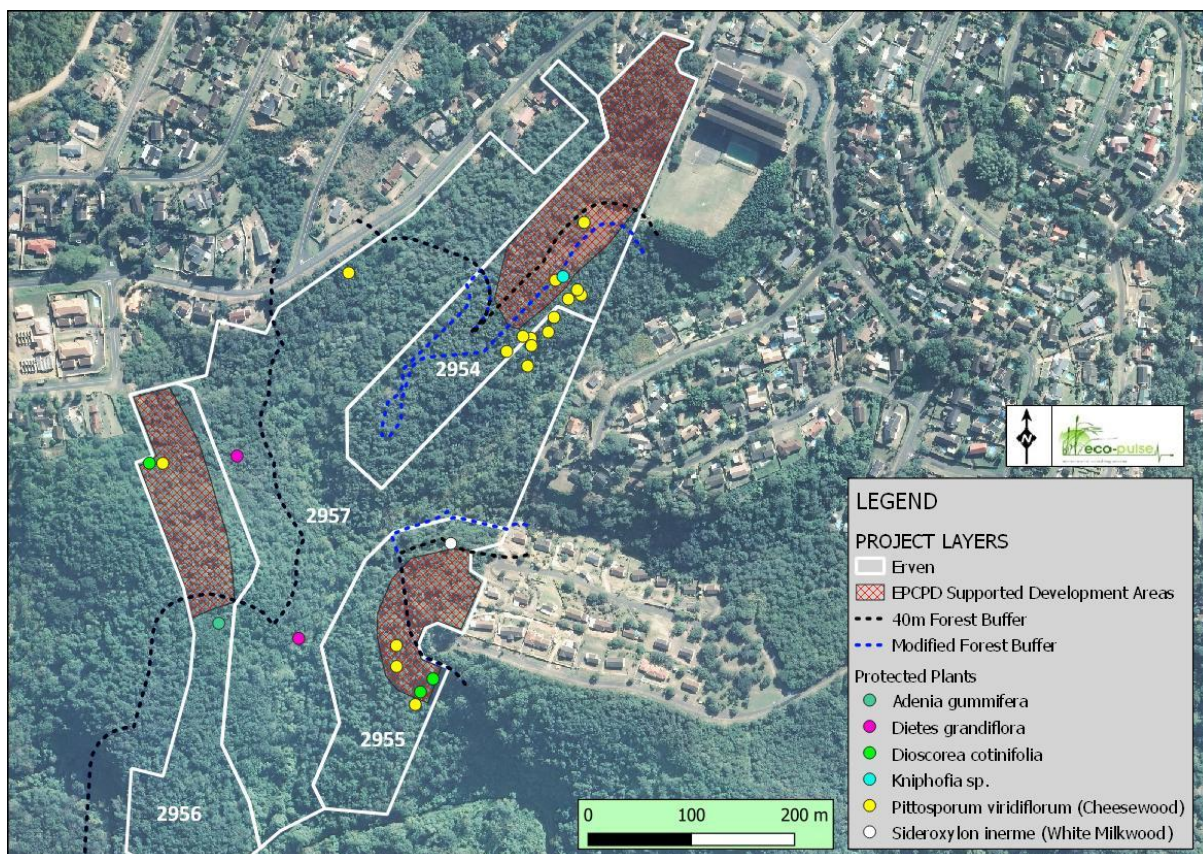 2954
2957
2955
2956
eco-pulse
LEGEND
PROJECT LAYERS
Erven
EPCPD Supported Development Areas
40m Forest Buffer
Modified Forest Buffer
Protected Plants
Adenia gummifera
Dietes grandiflora
Dioscorea cotinifolia
Kniphofia sp.
Pittosporum viridiflorum (Cheesewood)
Sideroxylon inerme (White Milkwood)
0 100 200 m